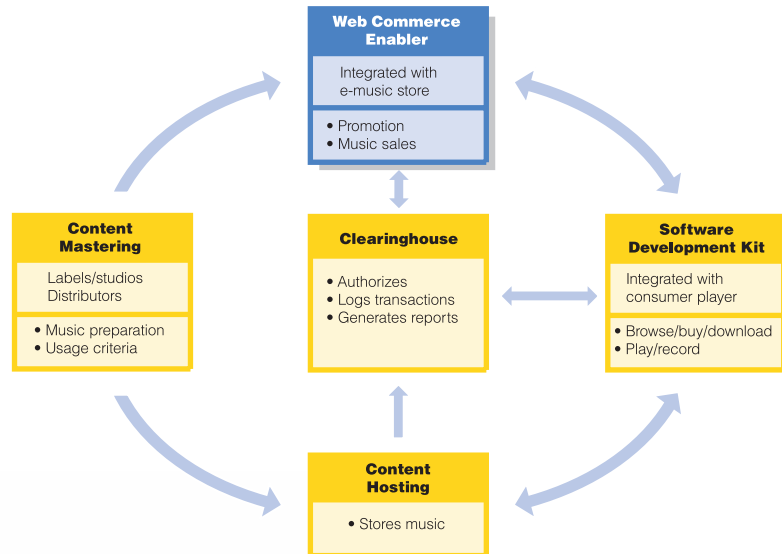 Web Commerce
Enabler
Integrated with
e-music store
• Promotion
• Music sales
Content
Mastering
Labels/studios
Distributors
• Music preparation
• Usage criteria
Clearinghouse
• Authorizes
• Logs transactions
• Generates reports
Software
Development Kit
Integrated with
consumer player
• Browse/buy/download
• Play/record
Content
Hosting
• Stores music